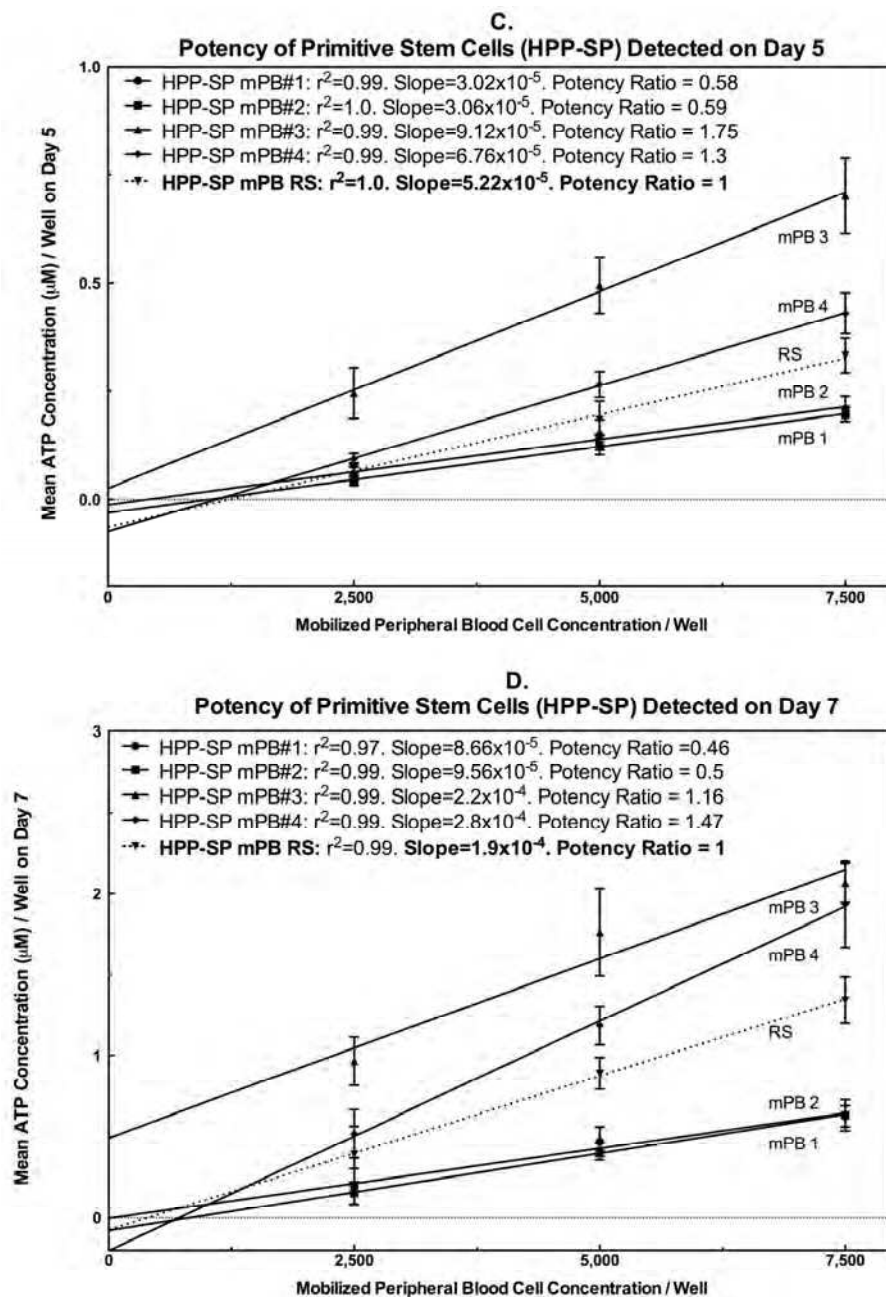 C.
Potency of Primitive Stem Cells (HPP-SP) Detected on Day 5
1.0
HPP-SP mPB#1: r²=0.99. Slope=3.02x10⁻⁵. Potency Ratio = 0.58
HPP-SP mPB#2: r²=1.0. Slope=3.06x10⁻⁵. Potency Ratio = 0.59
HPP-SP mPB#3: r²=0.99. Slope=9.12x10⁻⁵. Potency Ratio = 1.75
HPP-SP mPB#4: r²=0.99. Slope=6.76x10⁻⁵. Potency Ratio = 1.3
HPP-SP mPB RS: r²=1.0. Slope=5.22x10⁻⁵. Potency Ratio = 1
Mean ATP Concentration (µM) / Well on Day 5
mPB 3
0.5
mPB 4
RS
mPB 2
mPB 1
0.0
0 2,500 5,000 7,500
Mobilized Peripheral Blood Cell Concentration / Well
D.
Potency of Primitive Stem Cells (HPP-SP) Detected on Day 7
3
HPP-SP mPB#1: r²=0.97. Slope=8.66x10⁻⁵. Potency Ratio =0.46
HPP-SP mPB#2: r²=0.99. Slope=9.56x10⁻⁵. Potency Ratio = 0.5
HPP-SP mPB#3: r²=0.99. Slope=2.2x10⁻⁴. Potency Ratio = 1.16
HPP-SP mPB#4: r²=0.99. Slope=2.8x10⁻⁴. Potency Ratio = 1.47
HPP-SP mPB RS: r²=0.99. Slope=1.9x10⁻⁴. Potency Ratio = 1
Mean ATP Concentration (µM) / Well on Day 7
2
mPB 3
mPB 4
RS
1
mPB 2
mPB 1
0
0 2,500 5,000 7,500
Mobilized Peripheral Blood Cell Concentration / Well